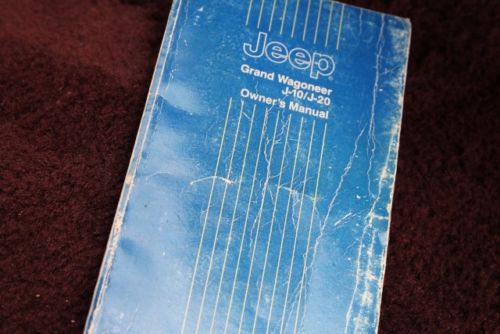 Jeep®
Grand Wagoneer
J-10/J-20
Owner's Manual